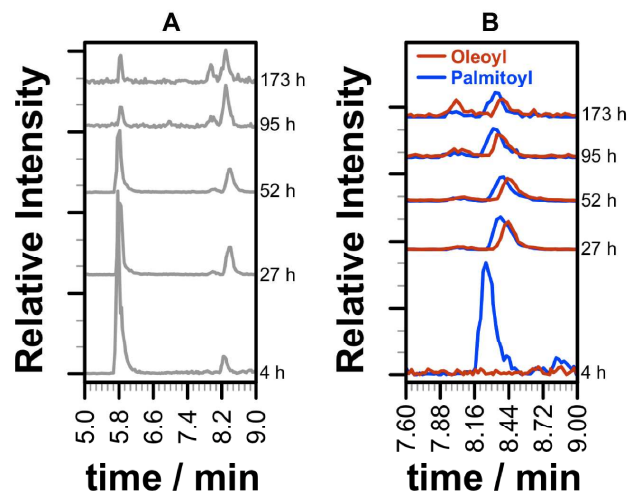 A
Relative Intensity
173 h
95 h
52 h
27 h
4 h
5.0
5.8
6.6
7.4
8.2
9.0
time / min
B
Relative Intensity
Oleoyl
Palmitoyl
173 h
95 h
52 h
27 h
4 h
7.60
7.88
8.16
8.44
8.72
9.00
time / min